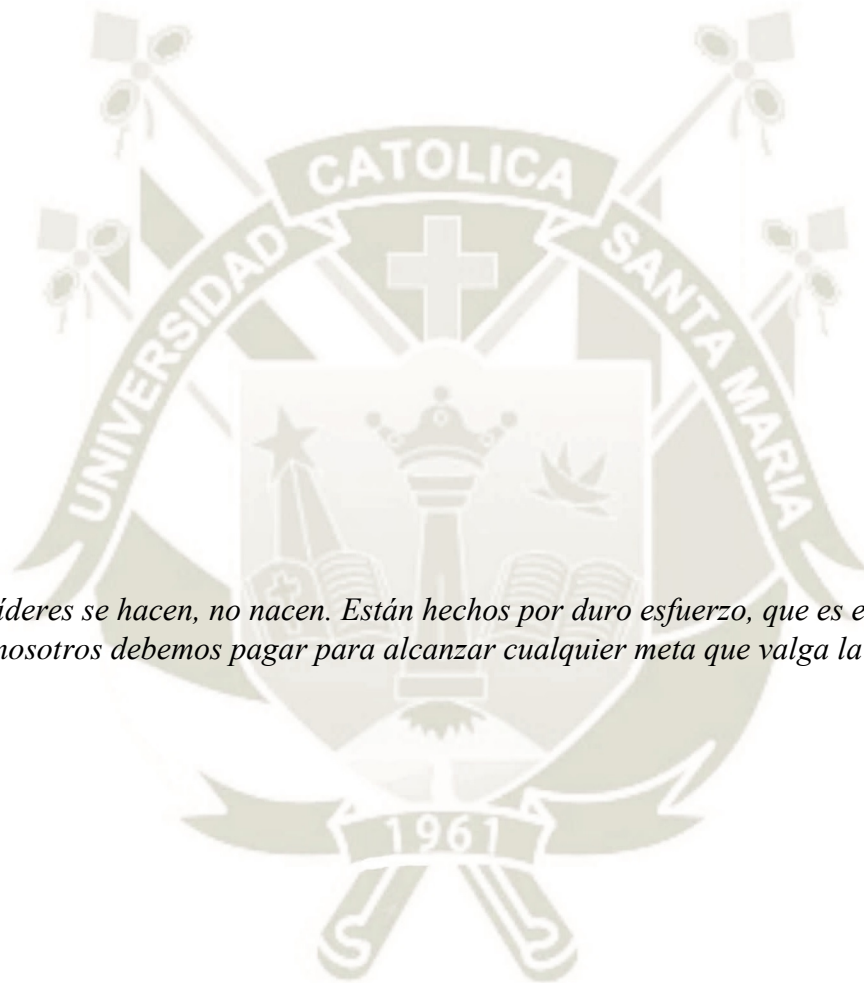 CATOLICA
UNIVERSIDAD
SANTA MARIA
íderes se hacen, no nacen. Están hechos por duro esfuerzo, que es e
nosotros debemos pagar para alcanzar cualquier meta que valga la
1961